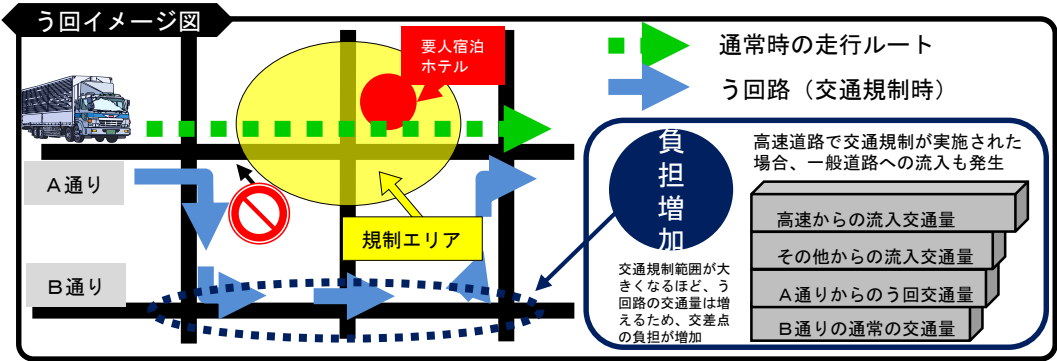 う回イメージ図
要人宿泊
ホテル
通常時の走行ルート
う回路（交通規制時）
Ａ通り
規制エリア
Ｂ通り
負担増加
高速道路で交通規制が実施された
場合、一般道路への流入も発生
高速からの流入交通量
その他からの流入交通量
Ａ通りからのう回交通量
Ｂ通りの通常の交通量
交通規制範囲が大
きくなるほど、う
回路の交通量は増
えるため、交差点
の負担が増加